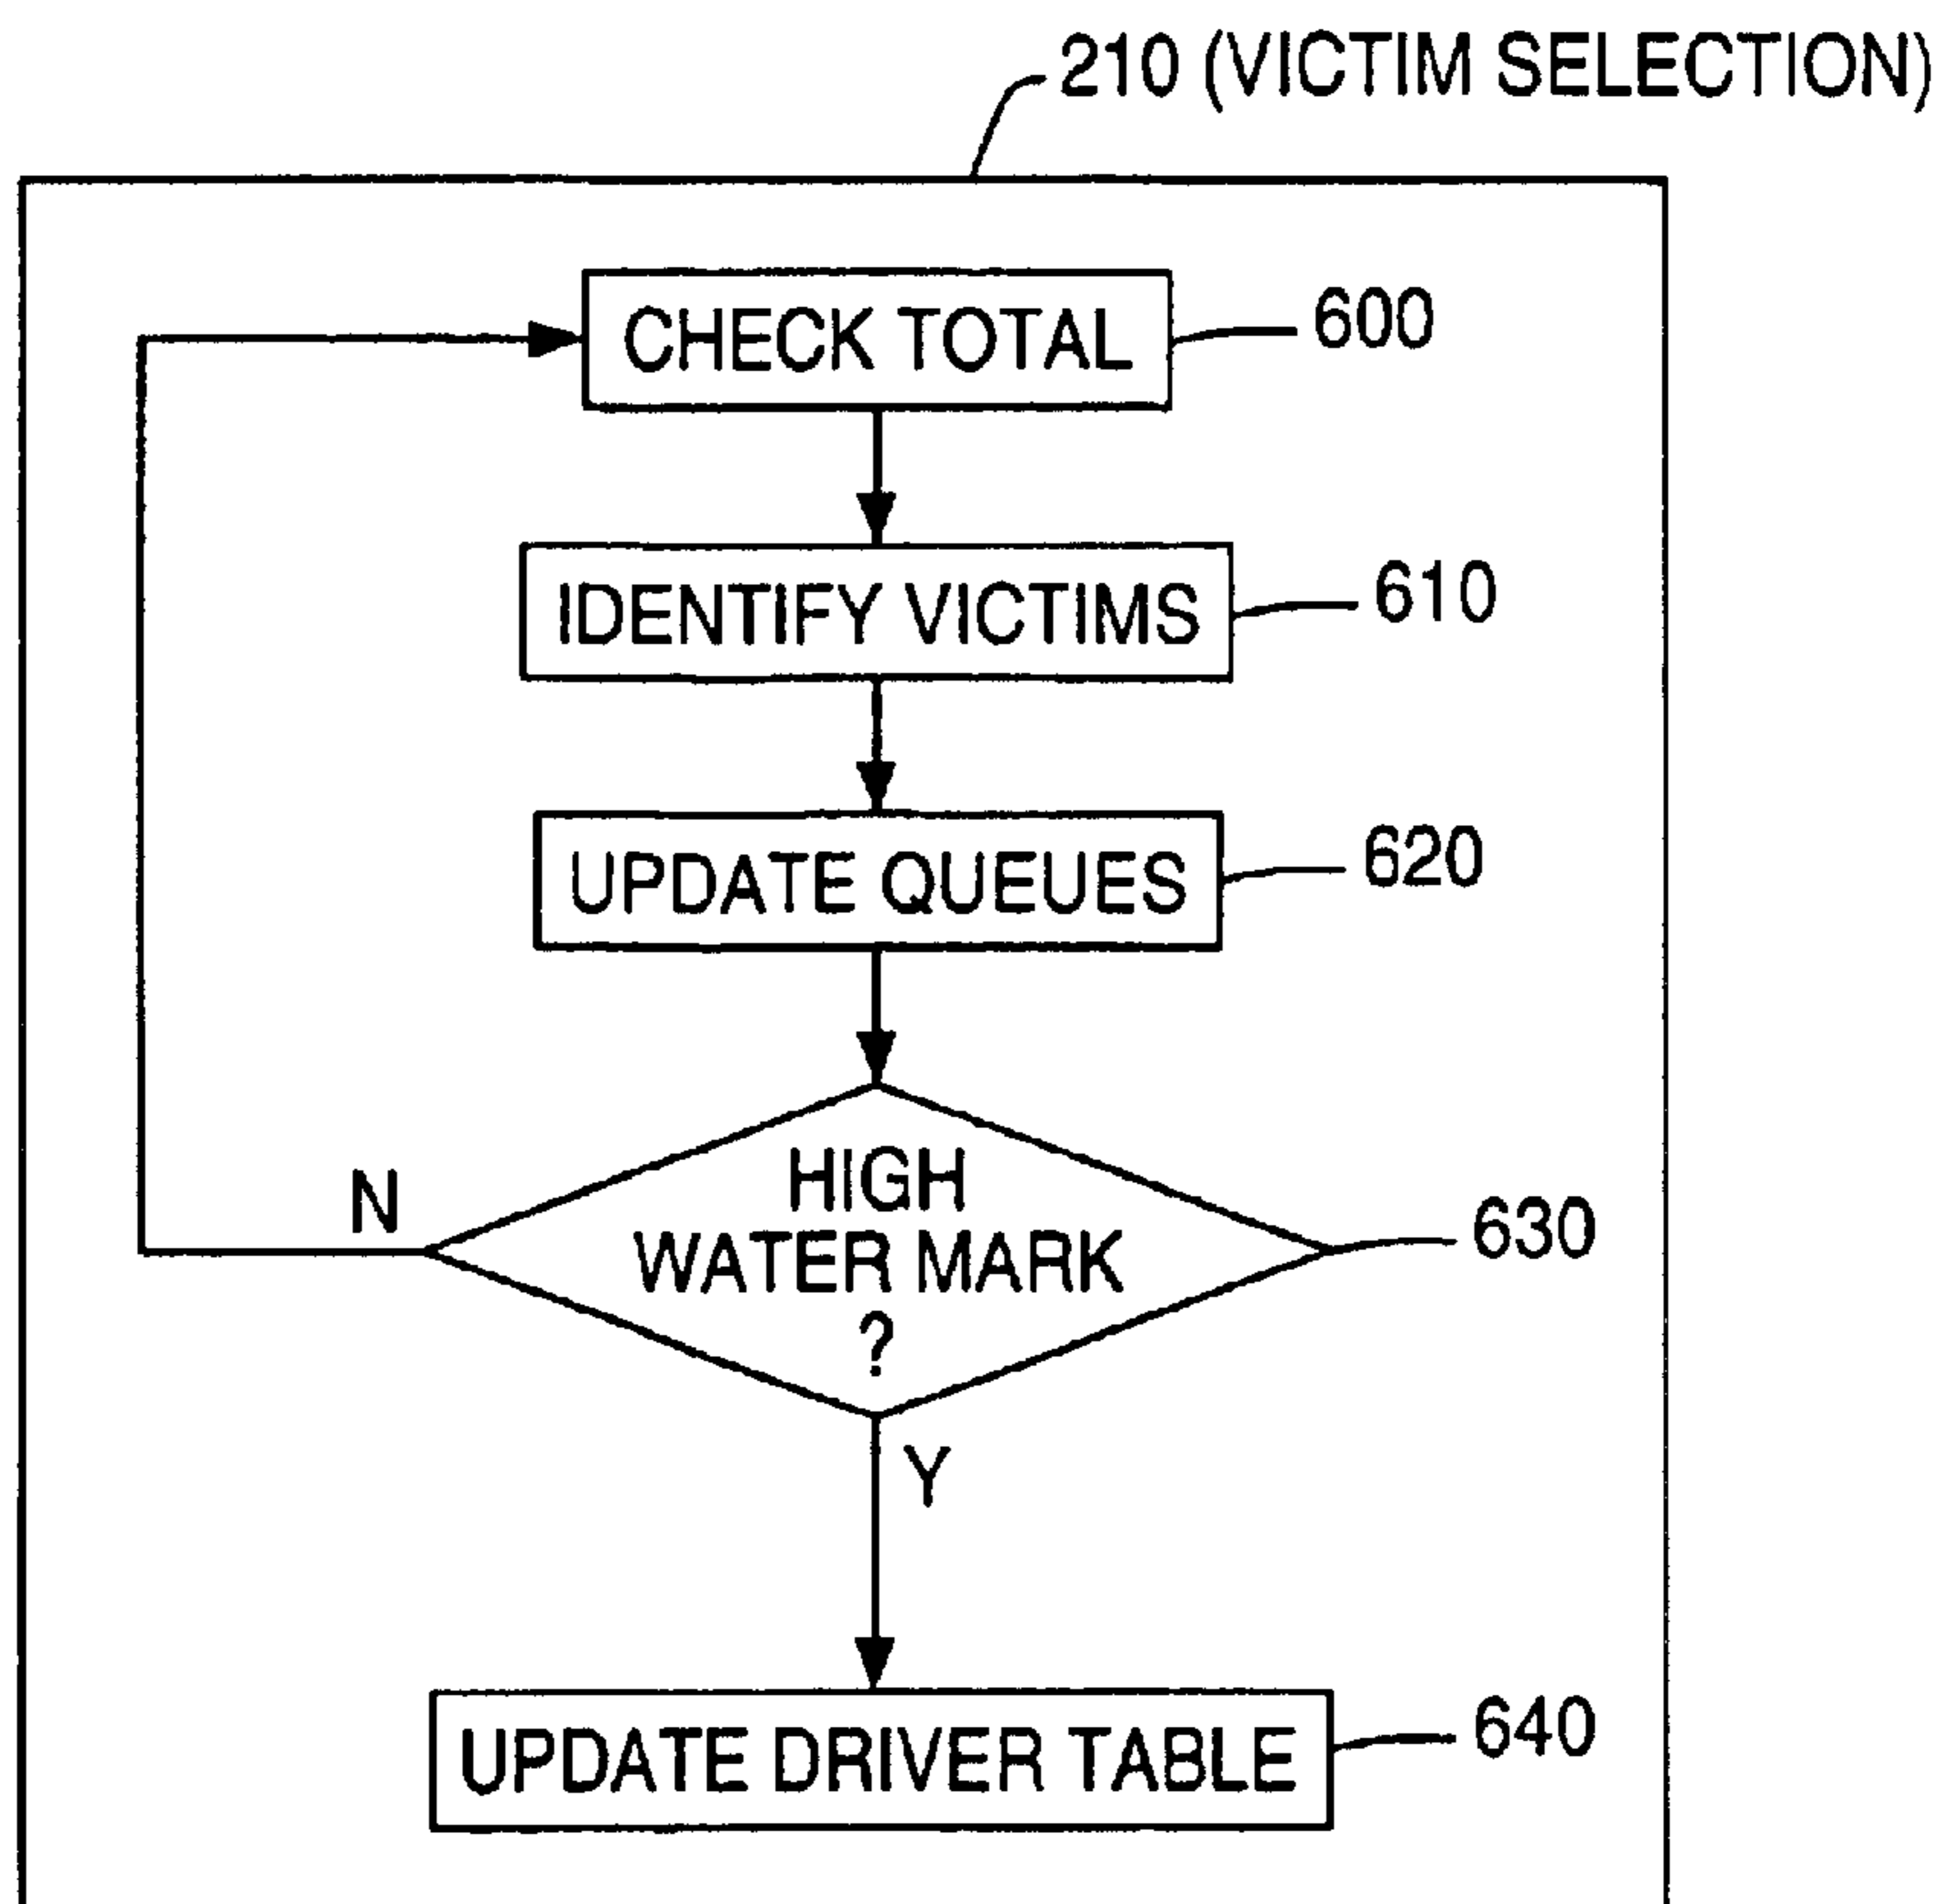 210 (VICTIM SELECTION)
CHECK TOTAL
600
IDENTIFY VICTIMS
610
UPDATE QUEUES
620
HIGH
WATER MARK
?
630
N
Y
UPDATE DRIVER TABLE
640